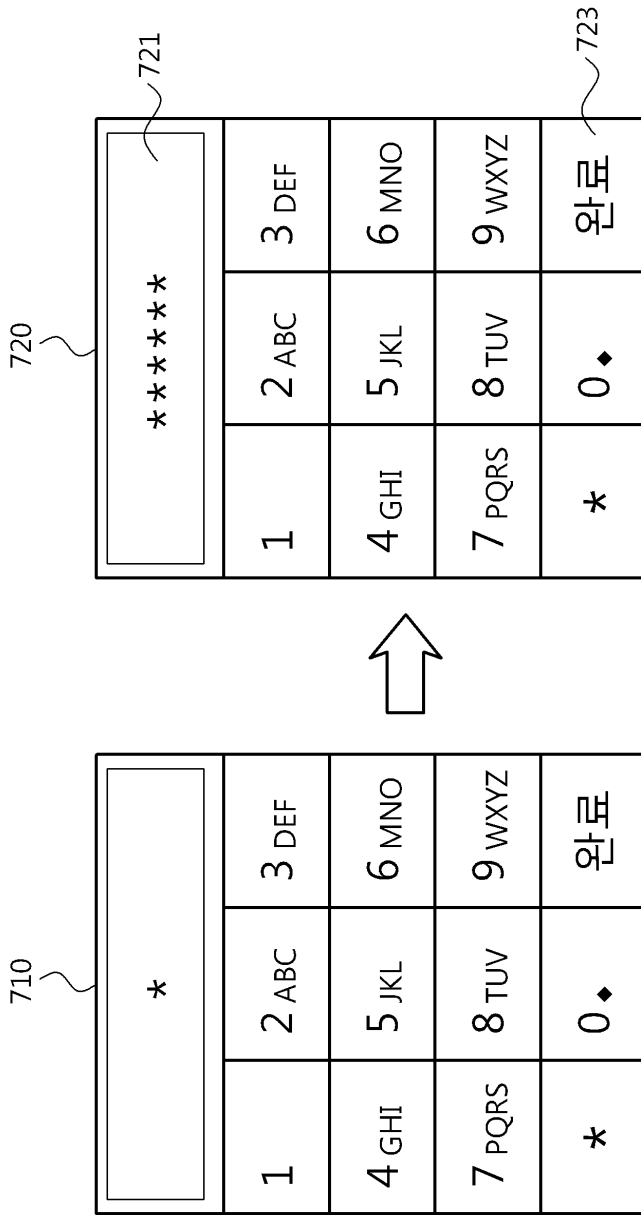 710
*
1 2 ABC 3 DEF
4 GHI 5 JKL 6 MNO
7 PQRS 8 TUV 9 WXYZ
* 0◆ 완료
720
721
******
1 2 ABC 3 DEF
4 GHI 5 JKL 6 MNO
7 PQRS 8 TUV 9 WXYZ
* 0◆ 완료
723